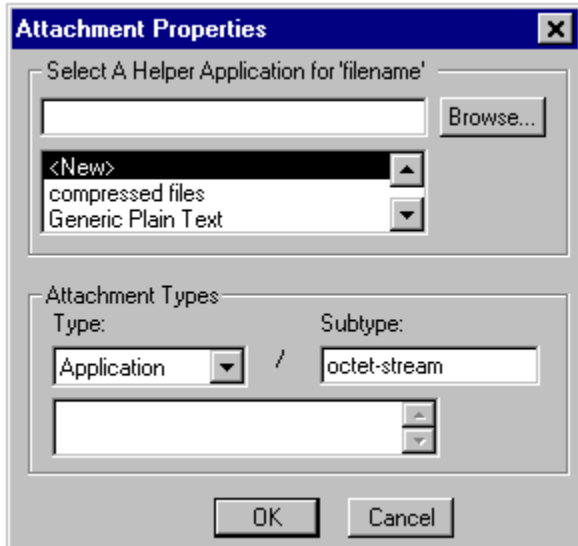 Attachment Properties
Select A Helper Application for 'filename'
Browse...
<New>
compressed files
Generic Plain Text
Attachment Types
Type: Subtype:
Application / octet-stream
OK Cancel